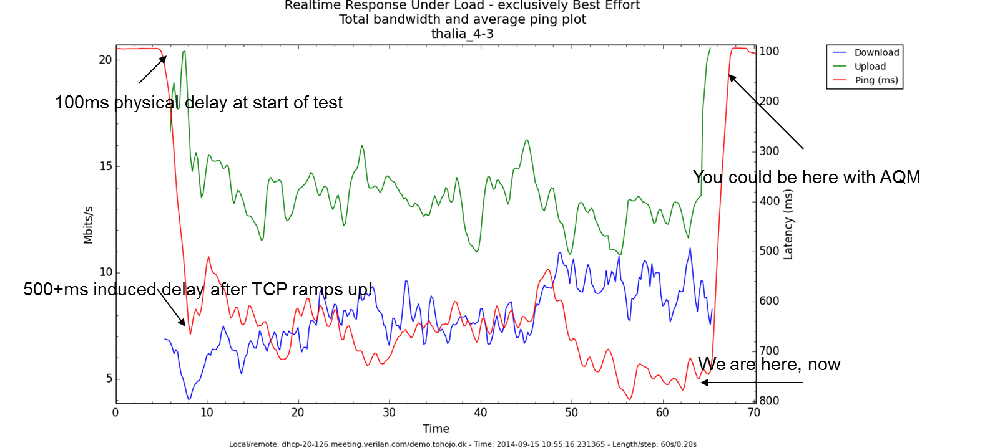 Realtime Response Under Load - exclusively Best Effort
Total bandwidth and average ping plot
thalia_4-3
Download
Upload
Ping (ms)
20
15
10
5
Mbits/s
100
200
300
400
500
600
700
800
Latency (ms)
100ms physical delay at start of test
You could be here with AQM
500+ms induced delay after TCP ramps up!
We are here, now
0 10 20 30 40 50 60 70
Time
Local/remote: dhcp-20-126.meeting.verilan.com/demo.tohojo.dk - Time: 2014-09-15 10:55:16.231365 - Length/step: 60s/0.20s